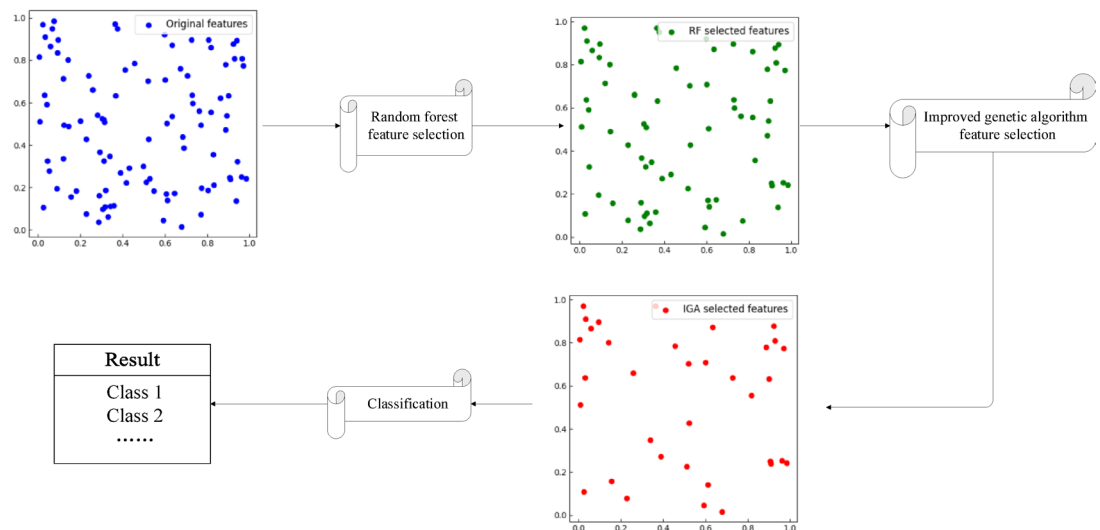 Original features
1.0
0.8
0.6
0.4
0.2
0.0
0.0 0.2 0.4 0.6 0.8 1.0
Random forest
feature selection
RF selected features
1.0
0.8
0.6
0.4
0.2
0.0
0.0 0.2 0.4 0.6 0.8 1.0
Improved genetic algorithm
feature selection
IGA selected features
1.0
0.8
0.6
0.4
0.2
0.0
0.0 0.2 0.4 0.6 0.8 1.0
Classification
Result
Class 1
Class 2
......